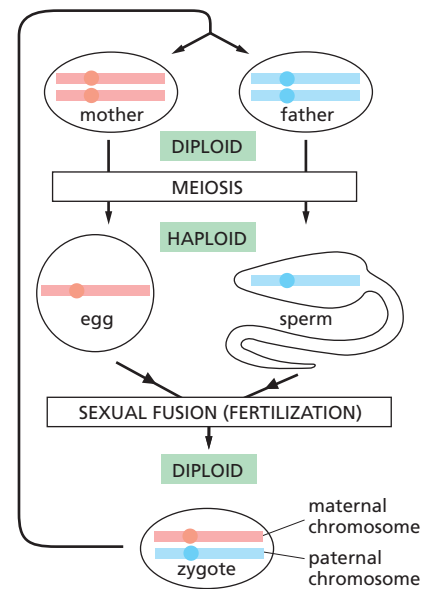 mother
father
DIPLOID
MEIOSIS
HAPLOID
egg
sperm
SEXUAL FUSION (FERTILIZATION)
DIPLOID
maternal
chromosome
paternal
chromosome
zygote